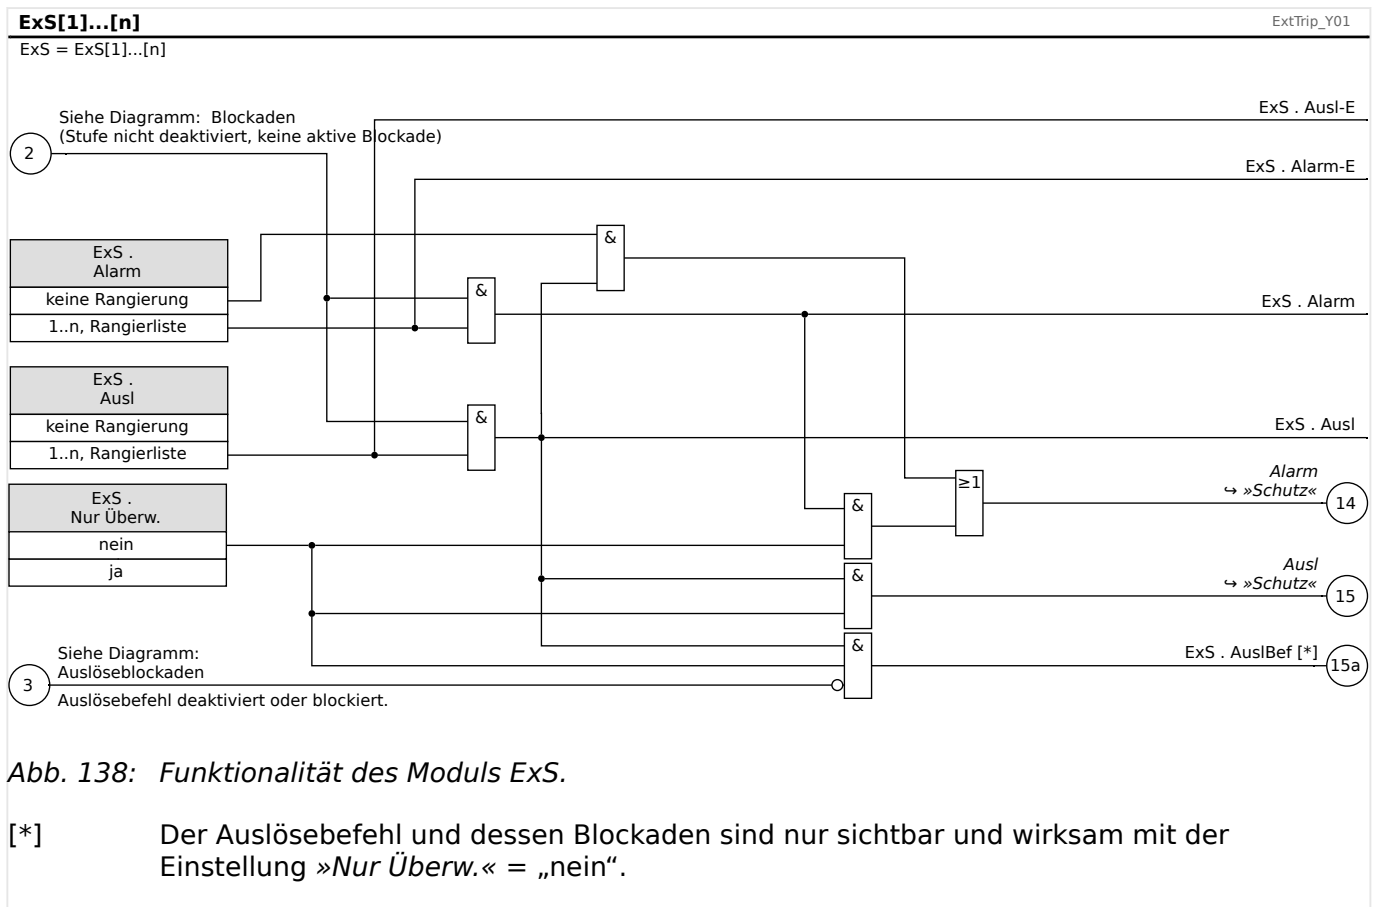 ExS[1]...[n]
ExtTrip_Y01
ExS = ExS[1]...[n]
Siehe Diagramm: Blockaden
(Stufe nicht deaktiviert, keine aktive Blockade)
2
ExS . Ausl-E
ExS . Alarm-E
ExS .
Alarm
keine Rangierung
1..n, Rangierliste
&
&
ExS . Alarm
ExS .
Ausl
keine Rangierung
1..n, Rangierliste
&
ExS . Ausl
ExS .
Nur Überw.
nein
ja
&
≥1
Alarm
↪ »Schutz«
14
&
Ausl
↪ »Schutz«
15
Siehe Diagramm:
Auslöseblockaden
3
Auslösebefehl deaktiviert oder blockiert.
&
ExS . AuslBef [*]
15a
Abb. 138: Funktionalität des Moduls ExS.
[*] Der Auslösebefehl und dessen Blockaden sind nur sichtbar und wirksam mit der
Einstellung »Nur Überw.« = „nein“.